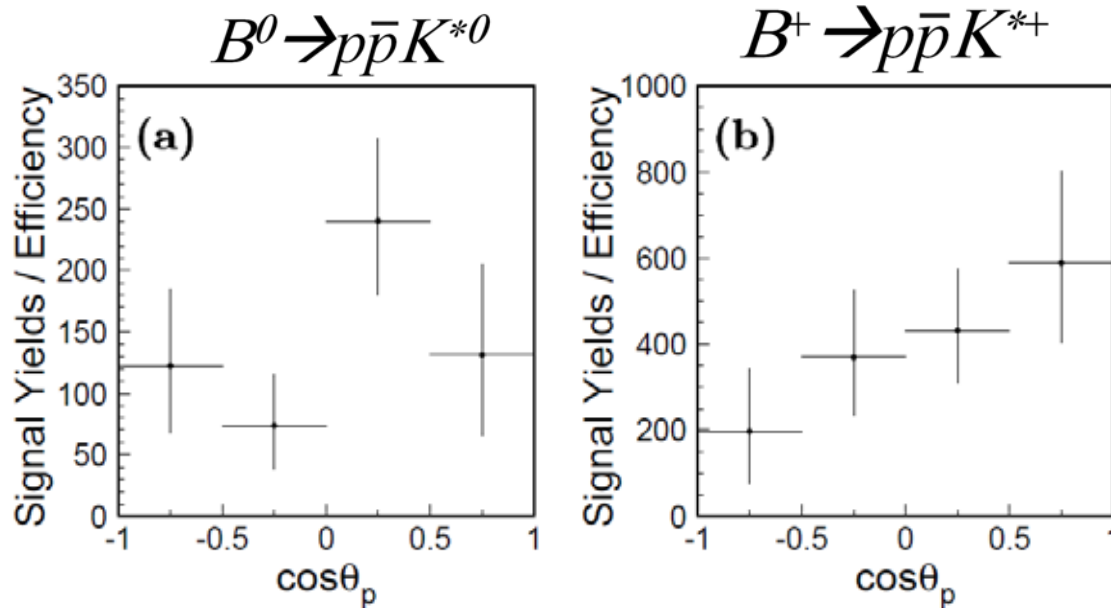 B⁰→pp̄K*⁰
B⁺→pp̄K*⁺
(a)
Signal Yields / Efficiency
350
300
250
200
150
100
50
0
-1 -0.5 0 0.5 1
cosθp
(b)
Signal Yields / Efficiency
1000
800
600
400
200
0
-1 -0.5 0 0.5 1
cosθp